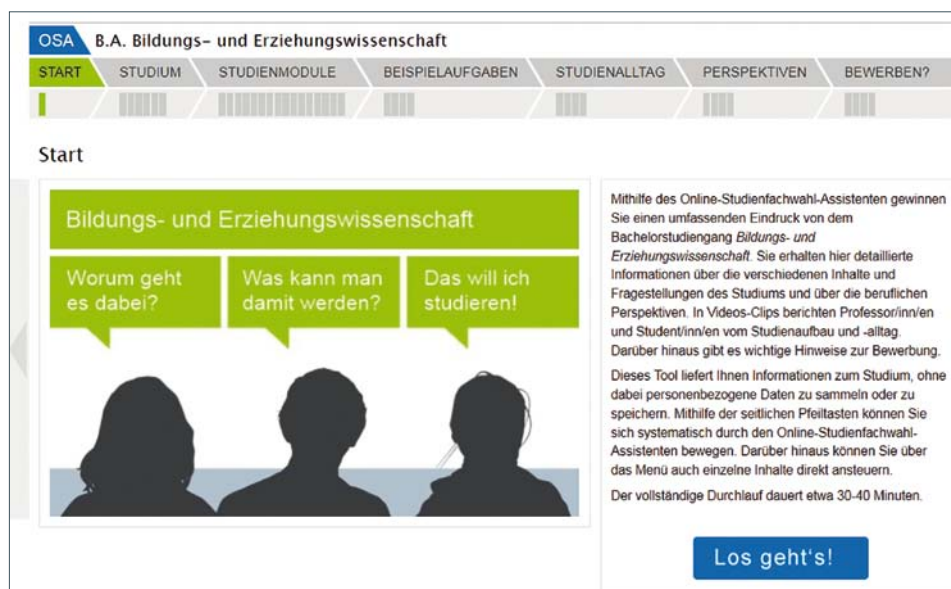 OSA B.A. Bildungs- und Erziehungswissenschaft
START STUDIUM STUDIENMODULE BEISPIELAUFGABEN STUDIENALLTAG PERSPEKTIVEN BEWERBEN?
Start
Bildungs- und Erziehungswissenschaft
Worum geht
es dabei?
Was kann man
damit werden?
Das will ich
studieren!
Mithilfe des Online-Studienfachwahl-Assistenten gewinnen
Sie einen umfassenden Eindruck von dem
Bachelorstudiengang Bildungs- und
Erziehungswissenschaft. Sie erhalten hier detaillierte
Informationen über die verschiedenen Inhalte und
Fragestellungen des Studiums und über die beruflichen
Perspektiven. In Videos-Clips berichten Professor/inn/en
und Student/inn/en vom Studienaufbau und -alltag.
Darüber hinaus gibt es wichtige Hinweise zur Bewerbung.
Dieses Tool liefert Ihnen Informationen zum Studium, ohne
dabei personenbezogene Daten zu sammeln oder zu
speichern. Mithilfe der seitlichen Pfeiltasten können Sie
sich systematisch durch den Online-Studienfachwahl-
Assistenten bewegen. Darüber hinaus können Sie über
das Menü auch einzelne Inhalte direkt ansteuern.
Der vollständige Durchlauf dauert etwa 30-40 Minuten.
Los geht's!